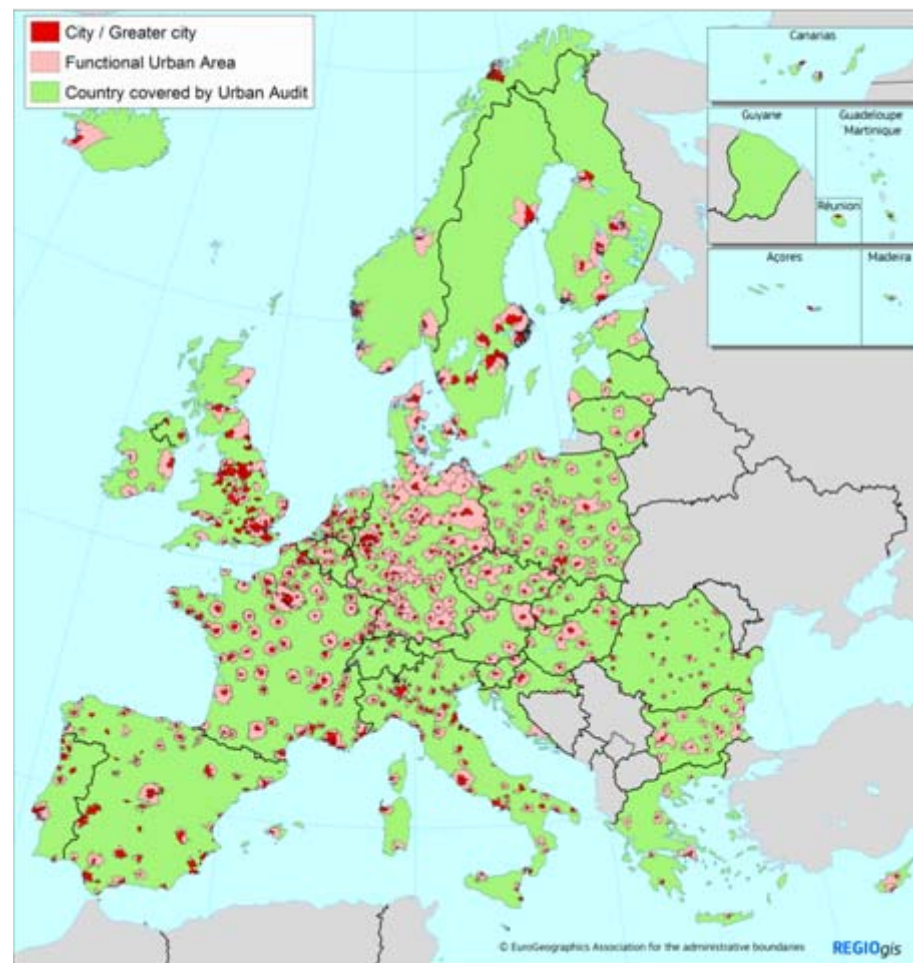 City / Greater city
Functional Urban Area
Country covered by Urban Audit
Canarias
Guyane
Guadeloupe
Martinique
Réunion
Açores
Madeira
© EuroGeographics Association for the administrative boundaries
REGIOgis